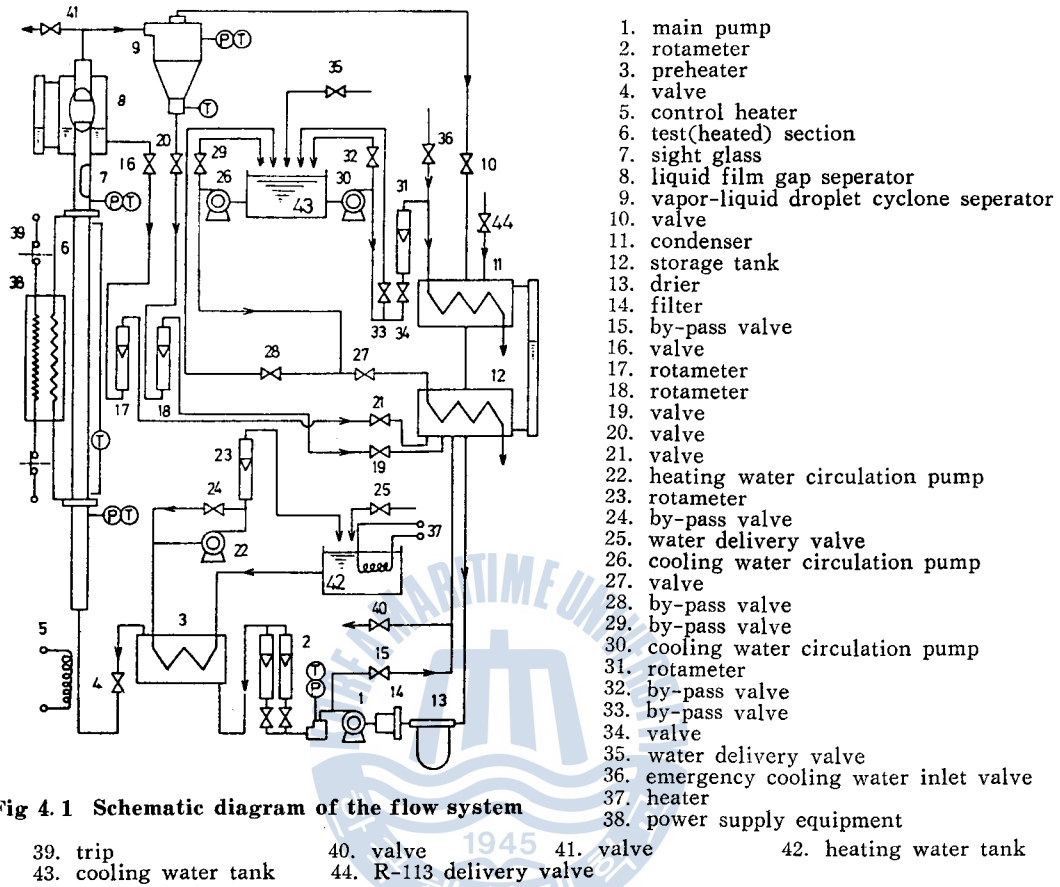 41
9
P T
8
T
35
20
16
29
32
36
10
7
P T
26
43
30
31
44
39
6
38
11
33
34
28
27
12
17
18
21
T
19
23
24
25
P T
22
37
42
5
3
40
2
4
15
T
P
1
14
13
1. main pump
2. rotameter
3. preheater
4. valve
5. control heater
6. test(heated) section
7. sight glass
8. liquid film gap seperator
9. vapor-liquid droplet cyclone seperator
10. valve
11. condenser
12. storage tank
13. drier
14. filter
15. by-pass valve
16. valve
17. rotameter
18. rotameter
19. valve
20. valve
21. valve
22. heating water circulation pump
23. rotameter
24. by-pass valve
25. water delivery valve
26. cooling water circulation pump
27. valve
28. by-pass valve
29. by-pass valve
30. cooling water circulation pump
31. rotameter
32. by-pass valve
33. by-pass valve
34. valve
35. water delivery valve
36. emergency cooling water inlet valve
37. heater
38. power supply equipment
Fig 4. 1 Schematic diagram of the flow system
39. trip 40. valve 41. valve 42. heating water tank
43. cooling water tank 44. R-113 delivery valve
MARITIME
1945